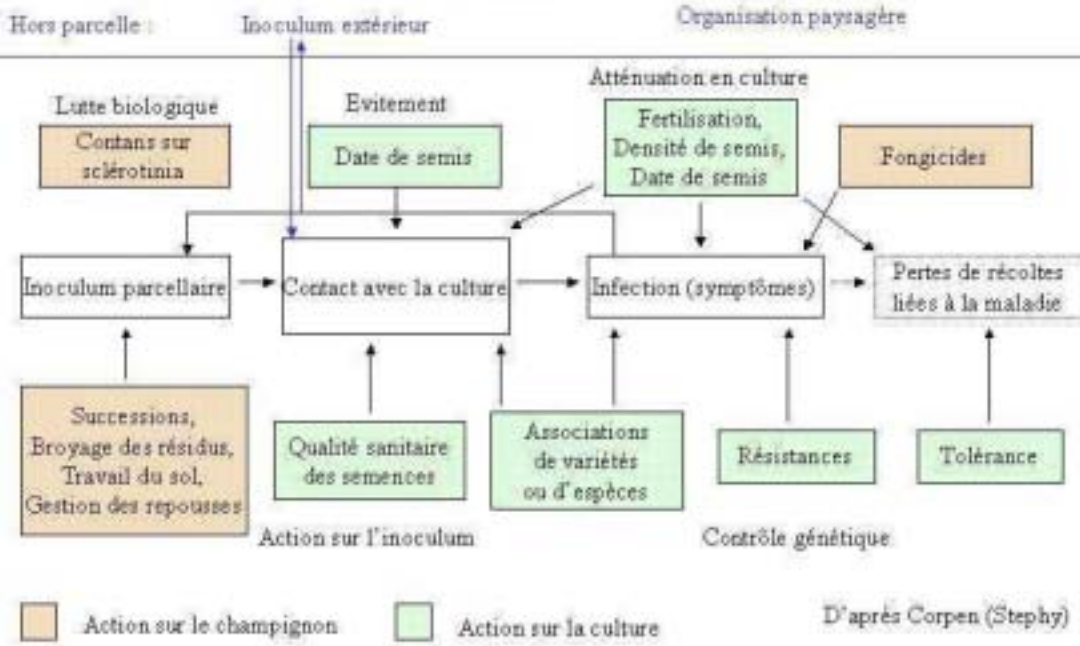 Hors parcelle :
Inoculum extérieur
Organisation paysagère
Lutte biologique
Contans sur
sclérotinia
Evitement
Date de semis
Atténuation en culture
Fertilisation,
Densité de semis,
Date de semis
Fongicides
Inoculum parcellaire
Contact avec la culture
Infection (symptômes)
Pertes de récoltes
liées à la maladie
Successions,
Broyage des résidus,
Travail du sol,
Gestion des repousses
Qualité sanitaire
des semences
Associations
de variétés
ou d'espèces
Résistances
Tolérance
Action sur l'inoculum
Contrôle génétique
Action sur le champignon
Action sur la culture
D'après Corpen (Stephy)